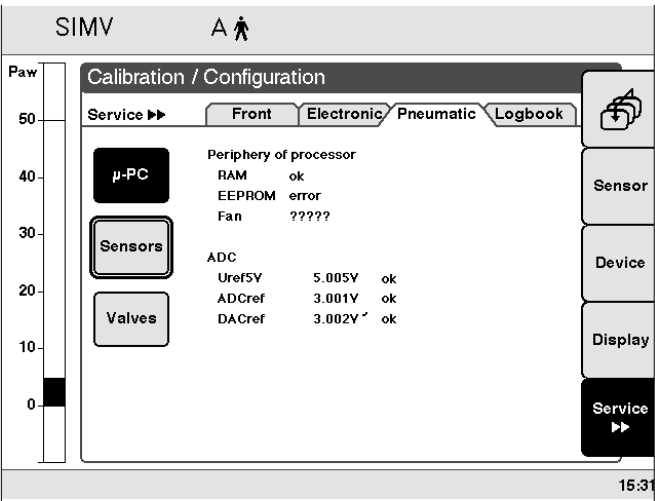 SIMV A
Paw
Calibration / Configuration
Service ▶▶ Front Electronic Pneumatic Logbook
50
40
30
20
10
0
µ-PC
Sensors
Valves
Periphery of processor
RAM ok
EEPROM error
Fan ?????
ADC
Uref5V 5.005V ok
ADCref 3.001V ok
DACref 3.002V ok
Sensor
Device
Display
Service
▶▶
15:31